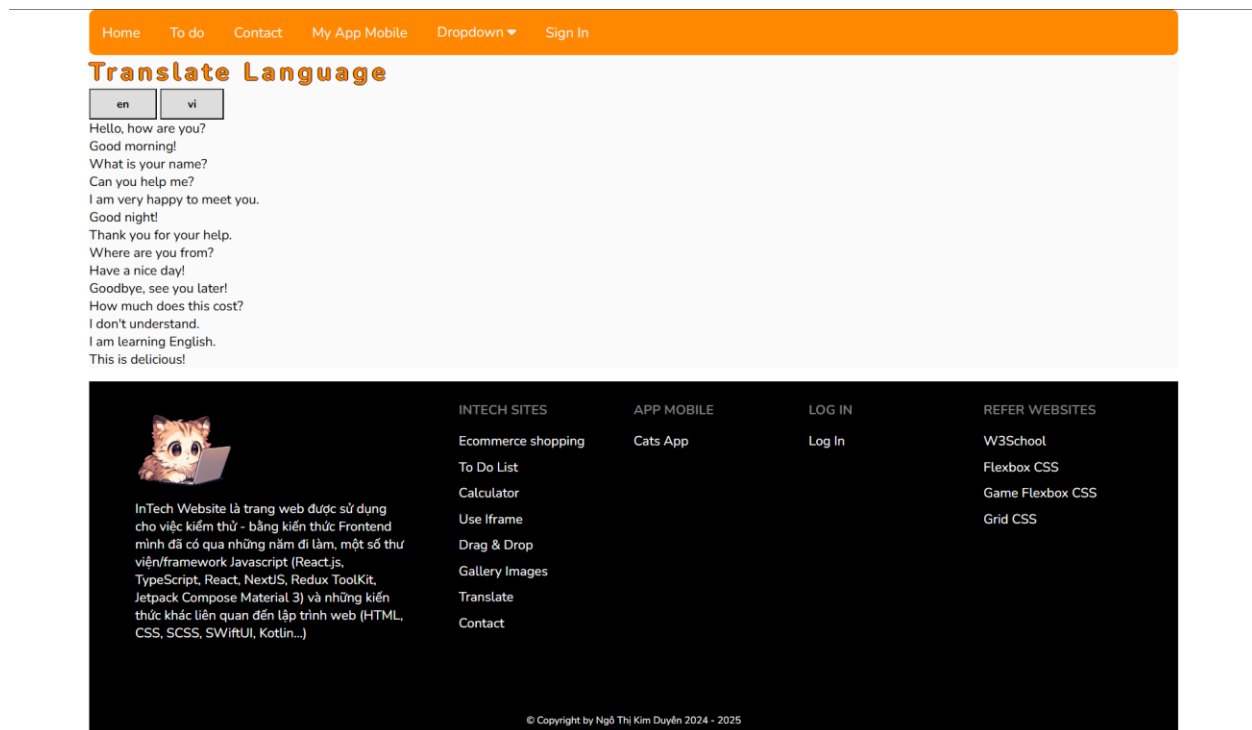 Home To do Contact My App Mobile Dropdown Sign In
Translate Language
en vi
Hello, how are you?
Good morning!
What is your name?
Can you help me?
I am very happy to meet you.
Good night!
Thank you for your help.
Where are you from?
Have a nice day!
Goodbye, see you later!
How much does this cost?
I don't understand.
I am learning English.
This is delicious!
InTech Website là trang web được sử dụng
cho việc kiểm thử - bằng kiến thức Frontend
mình đã có qua những năm đi làm, một số thư
viện/framework Javascript (React.js,
TypeScript, React, NextJS, Redux ToolKit,
Jetpack Compose Material 3) và những kiến
thức khác liên quan đến lập trình web (HTML,
CSS, SCSS, SWiftUI, Kotlin...)
INTECH SITES
Ecommerce shopping
To Do List
Calculator
Use Iframe
Drag & Drop
Gallery Images
Translate
Contact
APP MOBILE
Cats App
LOG IN
Log In
REFER WEBSITES
W3School
Flexbox CSS
Game Flexbox CSS
Grid CSS
© Copyright by Ngô Thị Kim Duyên 2024 - 2025